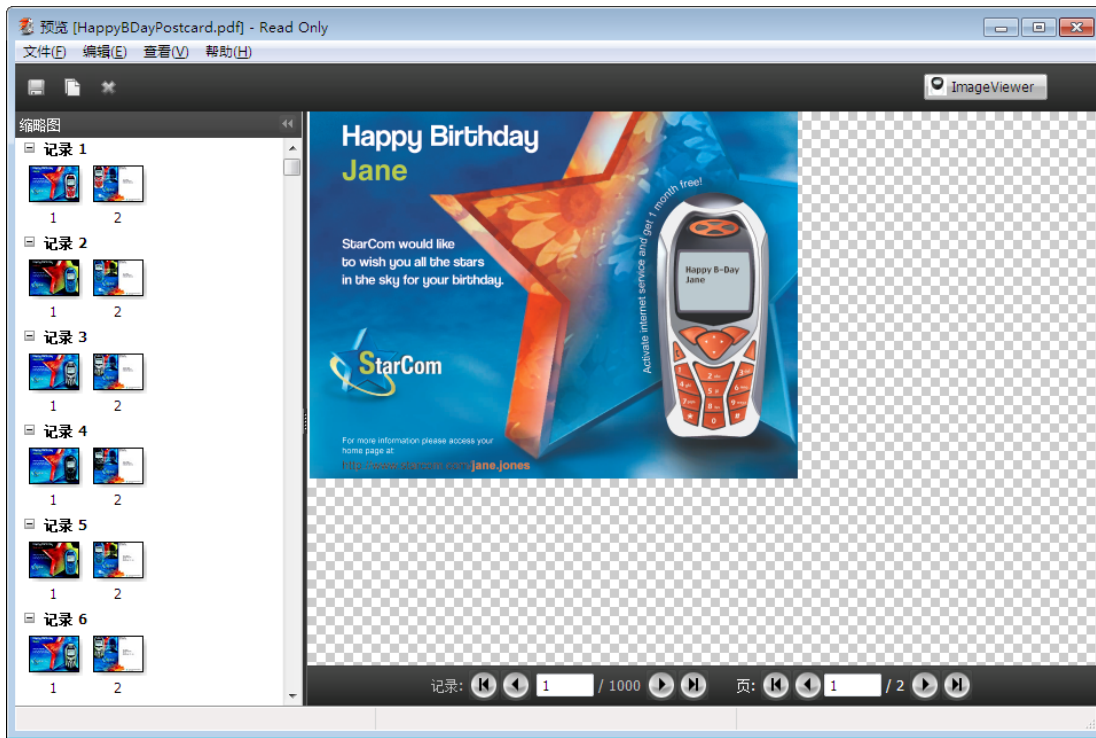 预览 [HappyBDayPostcard.pdf] - Read Only
文件(F) 编辑(E) 查看(V) 帮助(H)
ImageViewer
缩略图
记录 1
1 2
记录 2
1 2
记录 3
1 2
记录 4
1 2
记录 5
1 2
记录 6
1 2
Happy Birthday
Jane
StarCom would like
to wish you all the stars
in the sky for your birthday.
Activate internet service and get 1 month free!
Happy B-Day
Jane
StarCom
For more information please access your
home page at:
jane.jones
记录: 1 / 1000 页: 1 / 2